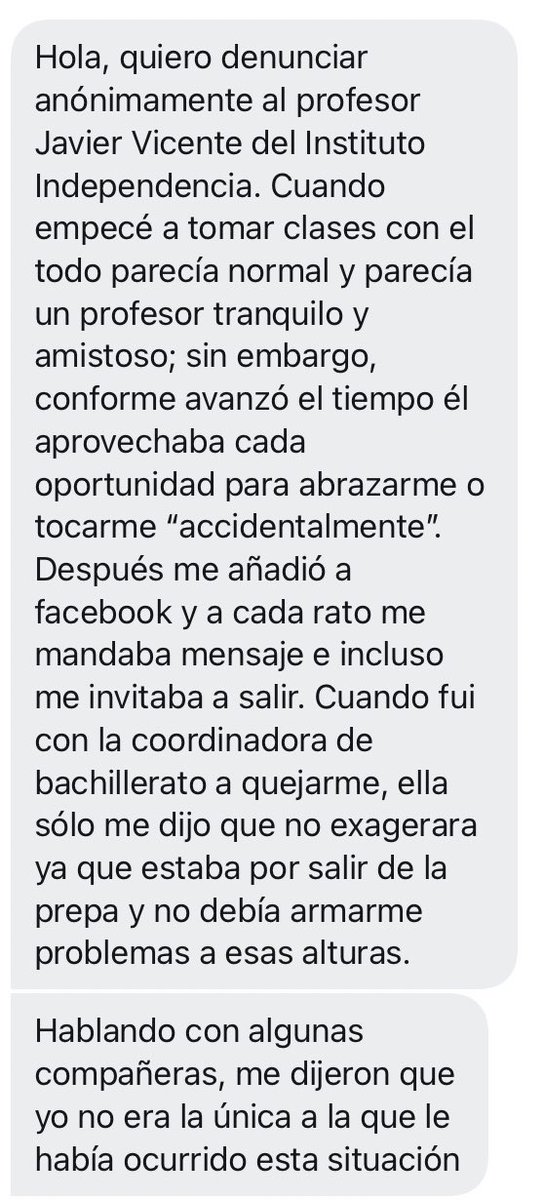 Hola, quiero denunciar
anónimamente al profesor
Javier Vicente del Instituto
Independencia. Cuando
empecé a tomar clases con el
todo parecía normal y parecía
un profesor tranquilo y
amistoso; sin embargo,
conforme avanzó el tiempo él
aprovechaba cada
oportunidad para abrazarme o
tocarme “accidentalmente”.
Después me añadió a
facebook y a cada rato me
mandaba mensaje e incluso
me invitaba a salir. Cuando fui
con la coordinadora de
bachillerato a quejarme, ella
sólo me dijo que no exagerara
ya que estaba por salir de la
prepa y no debía armarme
problemas a esas alturas.
Hablando con algunas
compañeras, me dijeron que
yo no era la única a la que le
había ocurrido esta situación